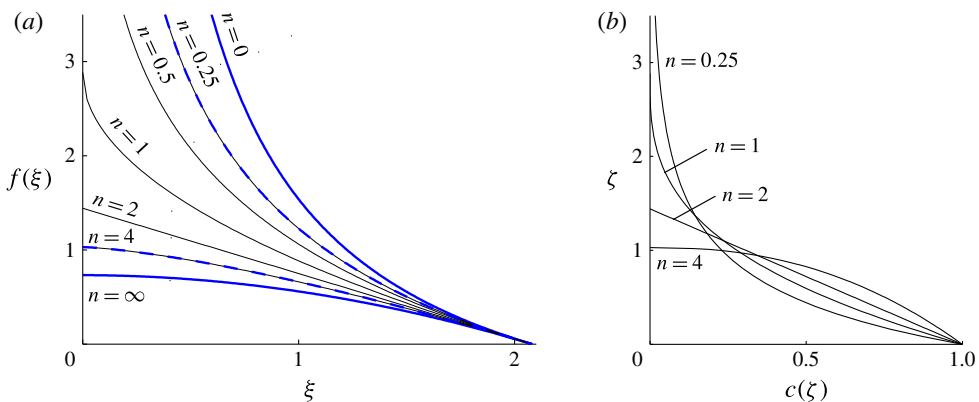 (a)
3
2
1
0
1
2
f(ξ)
ξ
n = 0
n = 0.25
n = 0.5
n = 1
n = 2
n = 4
n = ∞
(b)
3
2
1
0
0.5
1.0
ζ
c(ζ)
n = 0.25
n = 1
n = 2
n = 4